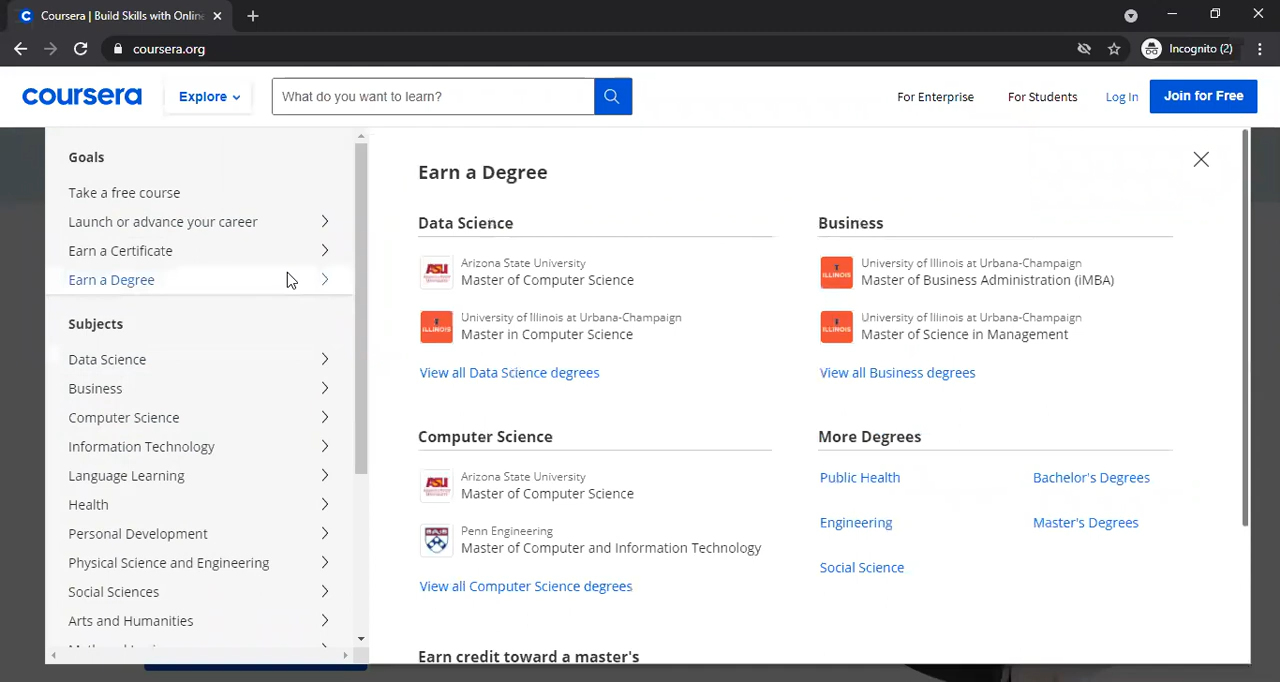 Coursera | Build Skills with Online
Incognito (2)
coursera.org
coursera
Explore
What do you want to learn?
For Enterprise
For Students
Log In
Join for Free
Goals
Take a free course
Launch or advance your career
Earn a Certificate
Earn a Degree
Subjects
Data Science
Business
Computer Science
Information Technology
Language Learning
Health
Personal Development
Physical Science and Engineering
Social Sciences
Arts and Humanities
Earn a Degree
Data Science
Arizona State University
Master of Computer Science
University of Illinois at Urbana-Champaign
Master in Computer Science
View all Data Science degrees
Business
University of Illinois at Urbana-Champaign
Master of Business Administration (iMBA)
University of Illinois at Urbana-Champaign
Master of Science in Management
View all Business degrees
Computer Science
Arizona State University
Master of Computer Science
Penn Engineering
Master of Computer and Information Technology
View all Computer Science degrees
More Degrees
Public Health
Bachelor's Degrees
Engineering
Master's Degrees
Social Science
Earn credit toward a master's